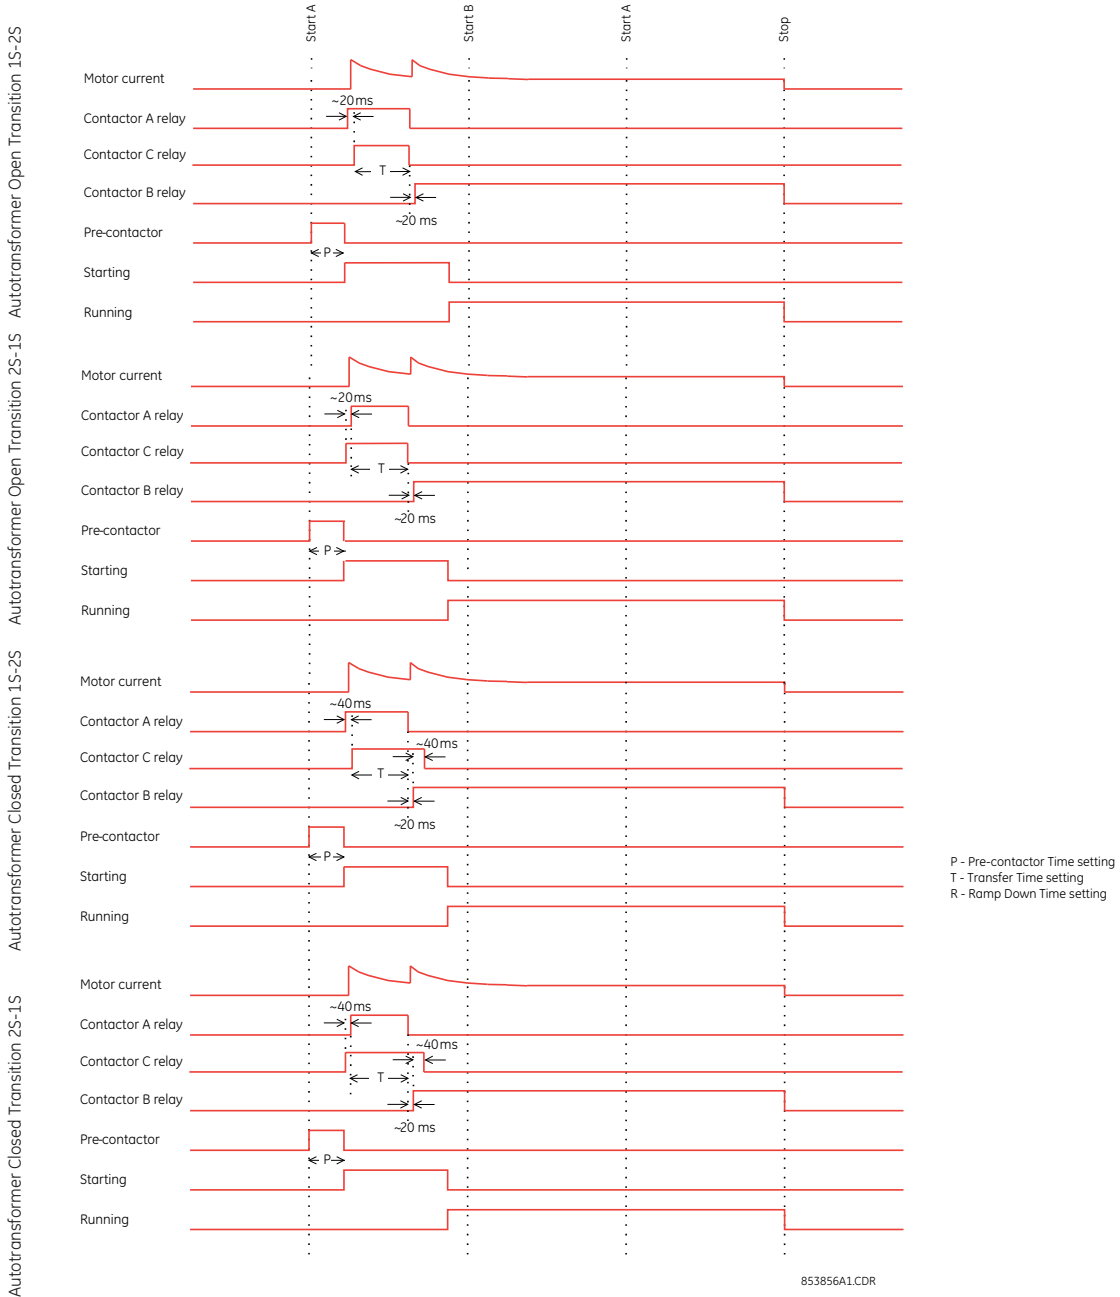 Start A
Start B
Start A
Stop
Autotransformer Open Transition 1S-2S
Motor current
~20ms
Contactor A relay
Contactor C relay
T
Contactor B relay
~20 ms
Pre-contactor
P
Starting
Running
Autotransformer Open Transition 2S-1S
Motor current
~20ms
Contactor A relay
Contactor C relay
T
Contactor B relay
~20 ms
Pre-contactor
P
Starting
Running
Autotransformer Closed Transition 1S-2S
Motor current
~40ms
Contactor A relay
~40ms
Contactor C relay
T
Contactor B relay
~20 ms
Pre-contactor
P
Starting
Running
P - Pre-contactor Time setting
T - Transfer Time setting
R - Ramp Down Time setting
Autotransformer Closed Transition 2S-1S
Motor current
~40ms
Contactor A relay
~40ms
Contactor C relay
T
Contactor B relay
~20 ms
Pre-contactor
P
Starting
Running
853856A1.CDR